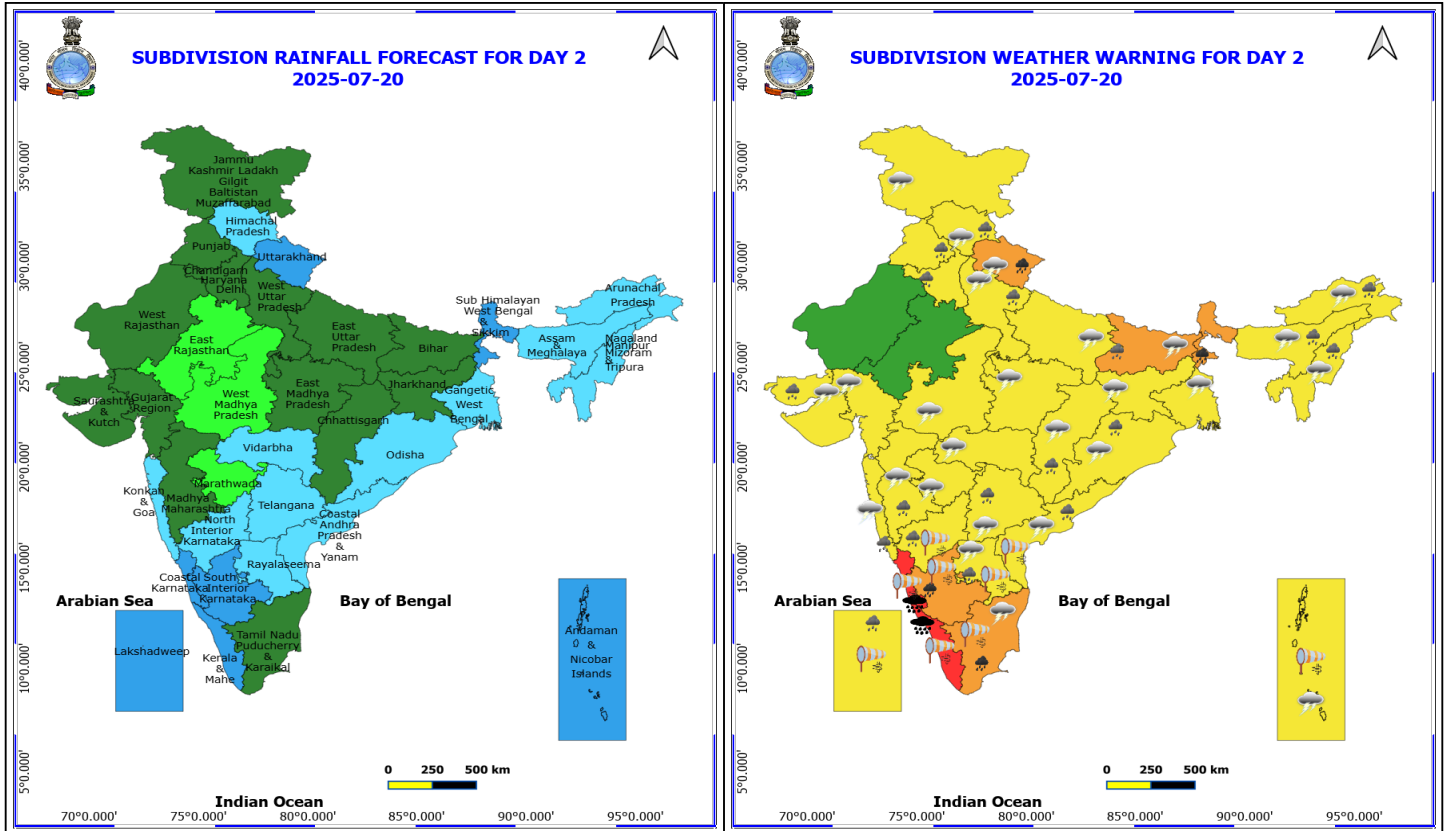 SUBDIVISION RAINFALL FORECAST FOR DAY 2
2025-07-20
40°0.000'
35°0.000'
30°0.000'
25°0.000'
20°0.000'
15°0.000'
10°0.000'
5°0.000'
Jammu
Kashmir Ladakh
Gilgit
Baltistan
Muzaffarabad
Himachal
Pradesh
Punjab
Uttarakhand
Chandigarh
Haryana
Delhi
West
Uttar
Pradesh
West
Rajasthan
East
Rajasthan
East
Uttar
Pradesh
Bihar
Sub Himalayan
West Bengal
&
Sikkim
Arunachal
Pradesh
Assam
&
Meghalaya
Nagaland
Manipur
Mizoram
&
Tripura
Saurashtra
&
Kutch
Gujarat
Region
West
Madhya
Pradesh
East
Madhya
Pradesh
Jharkhand
Gangetic
West
Bengal
Chhattisgarh
Vidarbha
Odisha
Konkan
&
Goa
Madhya
Maharashtra
Marathwada
Telangana
North
Interior
Karnataka
Coastal
Andhra
Pradesh
&
Yanam
Rayalaseema
Coastal
Karnataka
South
Interior
Karnataka
Arabian Sea
Bay of Bengal
Lakshadweep
Kerala
&
Mahe
Tamil Nadu
Puducherry
&
Karaikal
Andaman
&
Nicobar
Islands
0 250 500 km
Indian Ocean
70°0.000' 75°0.000' 80°0.000' 85°0.000' 90°0.000' 95°0.000'
SUBDIVISION WEATHER WARNING FOR DAY 2
2025-07-20
40°0.000'
35°0.000'
30°0.000'
25°0.000'
20°0.000'
15°0.000'
10°0.000'
5°0.000'
Arabian Sea
Bay of Bengal
0 250 500 km
Indian Ocean
70°0.000' 75°0.000' 80°0.000' 85°0.000' 90°0.000' 95°0.000'